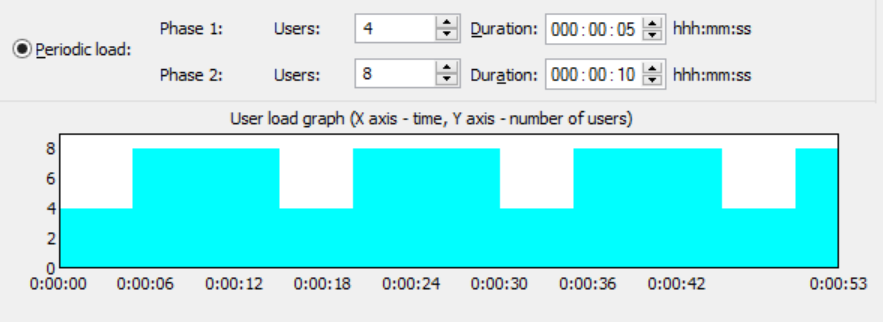 Phase 1: Users: 4 Duration: 000:00:05 hhh:mm:ss
Periodic load:
Phase 2: Users: 8 Duration: 000:00:10 hhh:mm:ss
User load graph (X axis - time, Y axis - number of users)
8
6
4
2
0
0:00:00 0:00:06 0:00:12 0:00:18 0:00:24 0:00:30 0:00:36 0:00:42 0:00:53